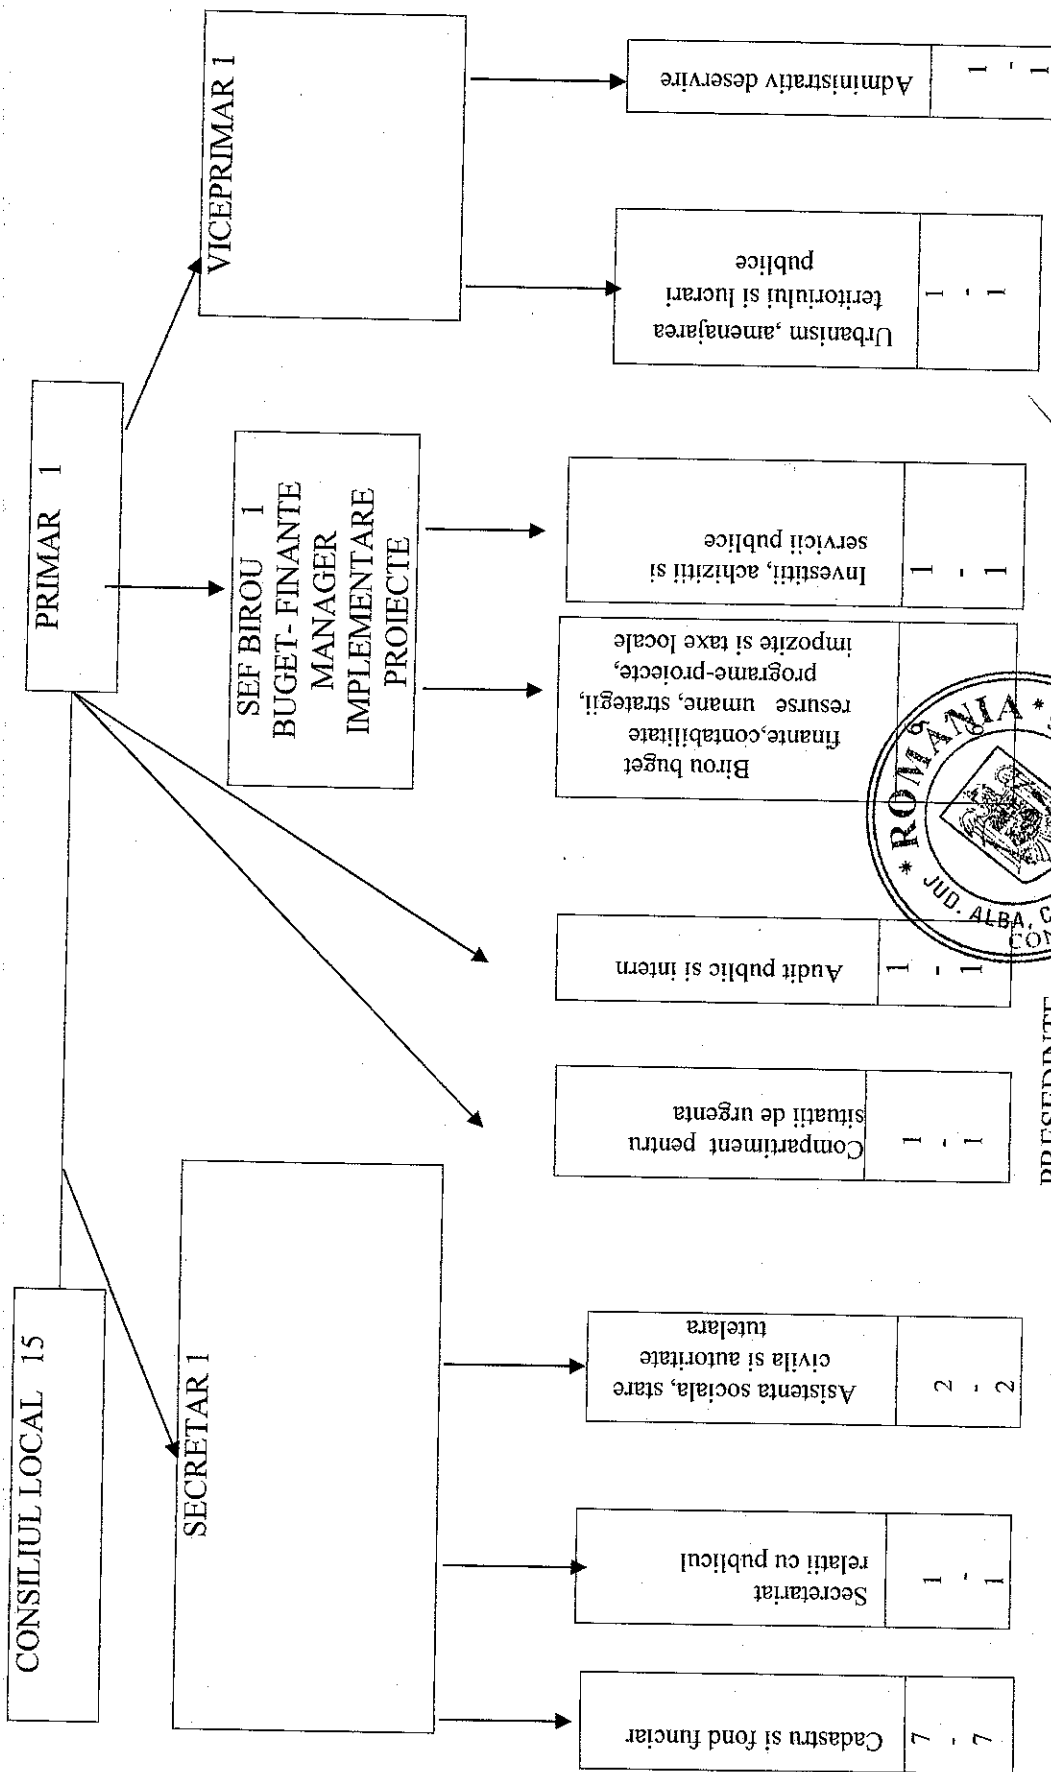 CONSILIUL LOCAL 15
PRIMAR 1
SECRETAR 1
SEF BIROU 1
BUGET- FINANTE
MANAGER
IMPLEMENTARE
PROIECTE
VICEPRIMAR 1
Cadastru si fond funciar
7
-
7
Secretariat
relatii cu publicul
1
-
1
Asistenta sociala, stare
civila si autoritate
tutelara
2
-
2
Compartiment pentru
situatii de urgenta
1
-
1
Audit public si intern
1
-
1
Birou buget
finante,contabilitate
resurse umane, strategii,
programe-proiecte,
impozite si taxe locale
6
-
6
Investitii, achizitii si
servicii publice
1
-
1
Urbanism ,amenajarea
teritoriului si lucrari
publice
1
-
1
Administrativ deservire
1
-
1
* ROMANIA *
JUD. ALBA, C
CON
PRESEDINTE